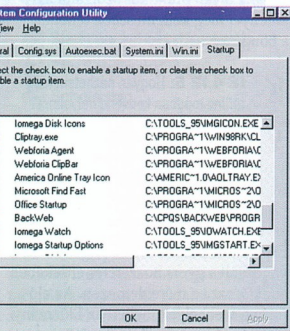 tem Configuration Utility
iew Help
ral Config.sys Autoexec.bat System.ini Win.ini Startup
ect the check box to enable a startup item, or clear the check box to
ble a startup item.
Iomega Disk Icons C:\TOOLS_95\IMGICON.EXE
Cliptray.exe C:\PROGRA~1\WIN98RK\CL
Webforia Agent C:\PROGRA~1\WEBFORIA\C
Webforia ClipBar C:\PROGRA~1\WEBFORIA\C
America Online Tray Icon C:\AMERIC~1.0\AOLTRAY.E
Microsoft Find Fast C:\PROGRA~1\MICROS~2\O
Office Startup C:\PROGRA~1\MICROS~2\O
BackWeb C:\CPQS\BACKWEB\PROGR
Iomega Watch C:\TOOLS_95\IOWATCH.EX
Iomega Startup Options C:\TOOLS_95\IMGSTART.EX
OK Cancel Apply